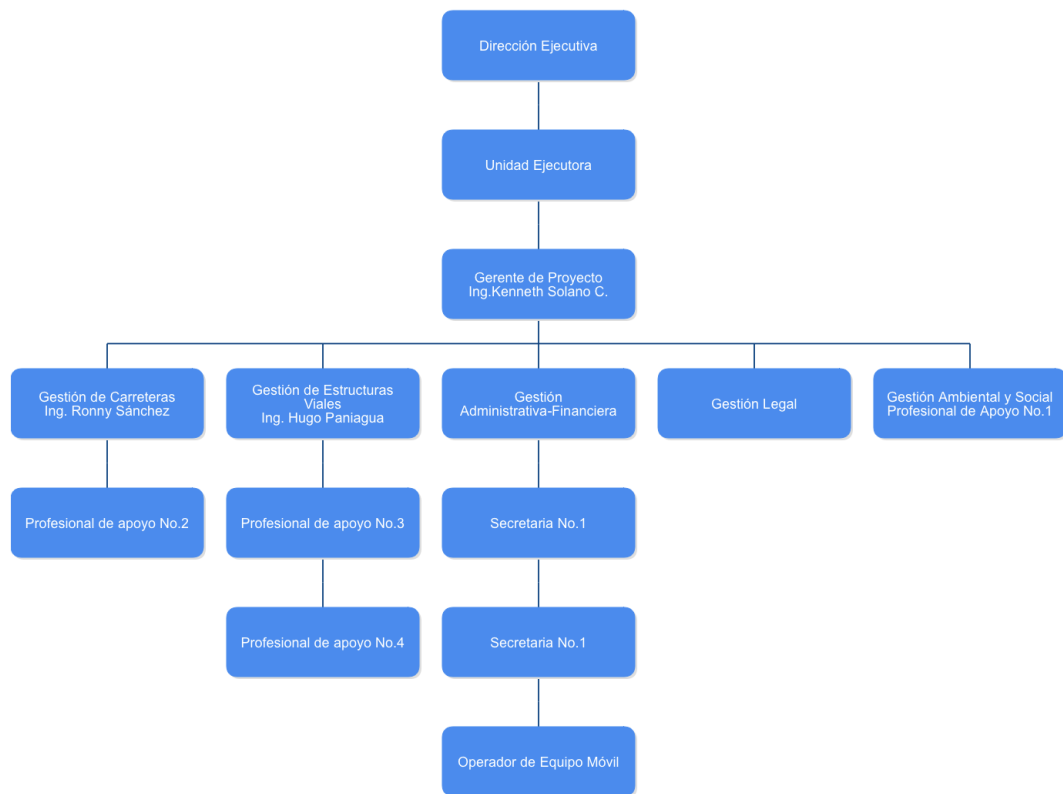 Dirección Ejecutiva
Unidad Ejecutora
Gerente de Proyecto
Ing.Kenneth Solano C.
Gestión de Carreteras
Ing. Ronny Sánchez
Gestión de Estructuras
Viales
Ing. Hugo Paniagua
Gestión
Administrativa-Financiera
Gestión Legal
Gestión Ambiental y Social
Profesional de Apoyo No.1
Profesional de apoyo No.2
Profesional de apoyo No.3
Secretaria No.1
Profesional de apoyo No.4
Secretaria No.1
Operador de Equipo Móvil